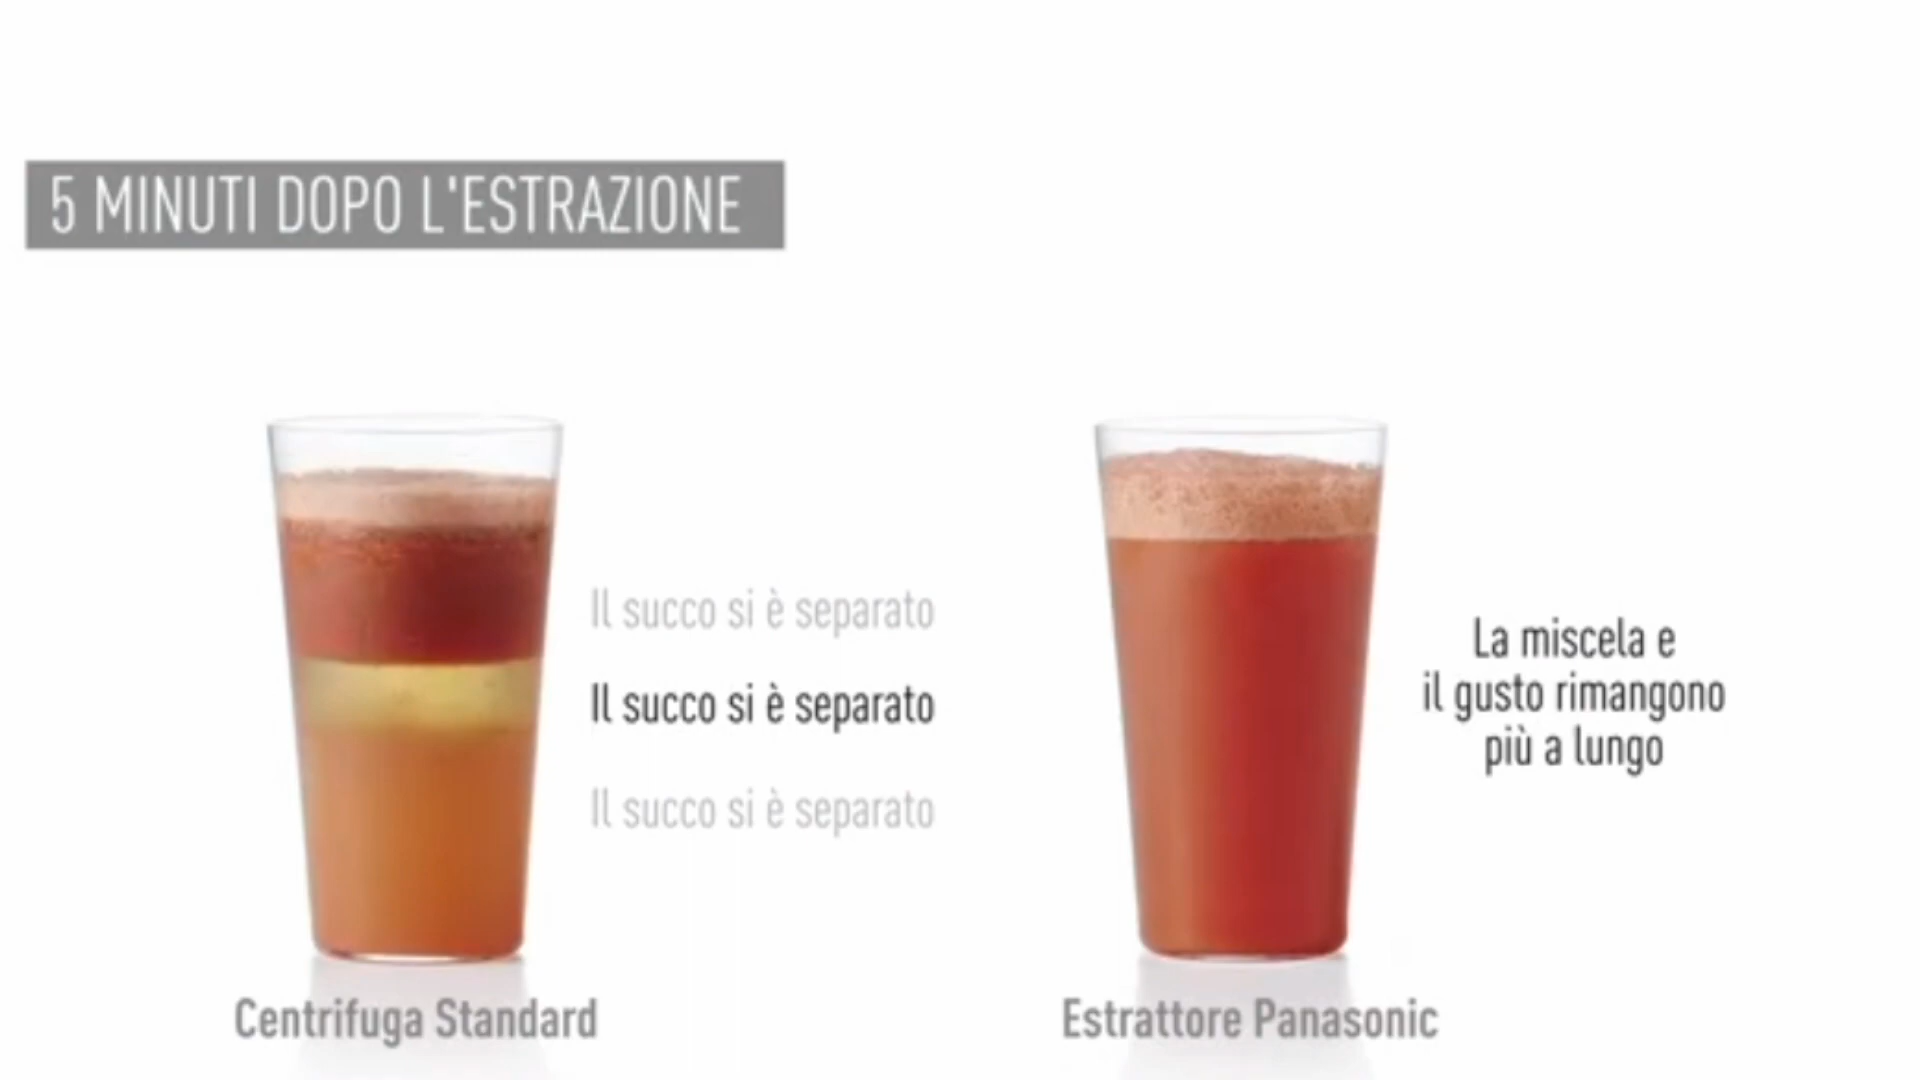 5 MINUTI DOPO L'ESTRAZIONE
Il succo si è separato
Il succo si è separato
Il succo si è separato
La miscela e
il gusto rimangono
più a lungo
Centrifuga Standard
Estrattore Panasonic